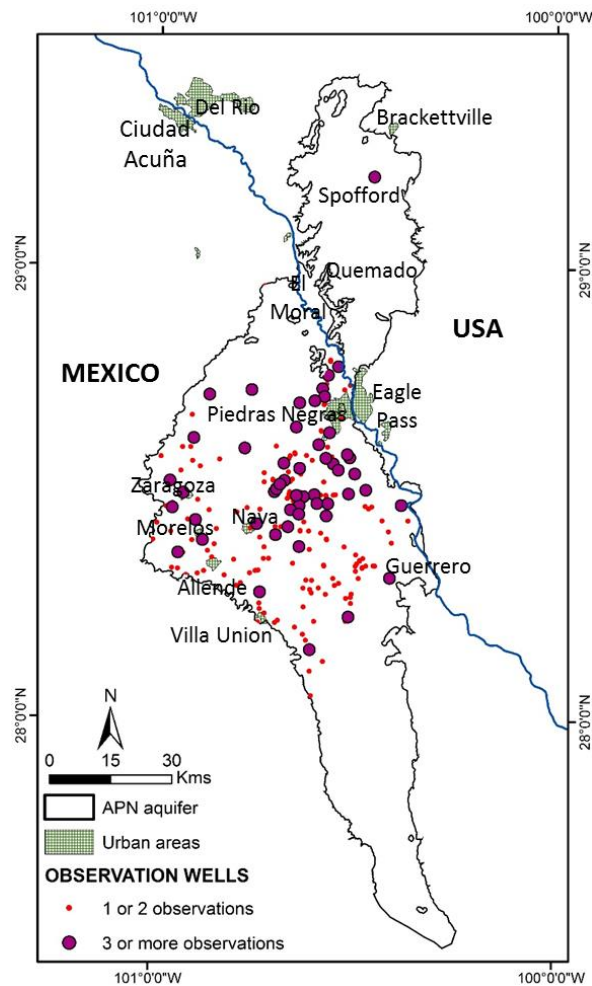 101°0'0"W
100°0'0"W
Del Rio
Ciudad
Acuña
Brackettville
Spofford
29°0'0"N
29°0'0"N
Quemado
El
Moral
USA
MEXICO
Eagle
Pass
Piedras Negras
Zaragoza
Morelos
Nava
Guerrero
Allende
Villa Union
28°0'0"N
28°0'0"N
N
0 15 30
Kms
APN aquifer
Urban areas
OBSERVATION WELLS
1 or 2 observations
3 or more observations
101°0'0"W
100°0'0"W